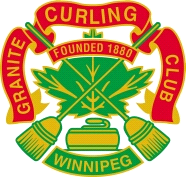 GRANITE
CURLING
CLUB
FOUNDED 1880
WINNIPEG